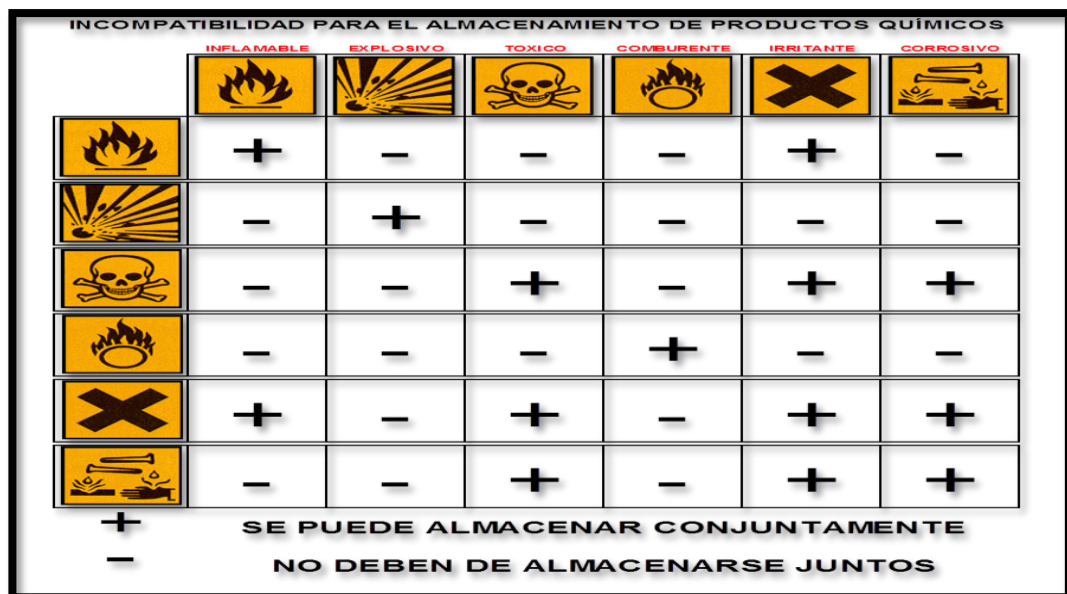 INCOMPATIBILIDAD PARA EL ALMACENAMIENTO DE PRODUCTOS QUÍMICOS
INFLAMABLE EXPLOSIVO TOXICO COMBURENTE IRRITANTE CORROSIVO
+ - - - + -
- + - - - -
- - + - + +
- - - + - -
+ - + - + +
- - + - + +
+ SE PUEDE ALMACENAR CONJUNTAMENTE
- NO DEBEN DE ALMACENARSE JUNTOS